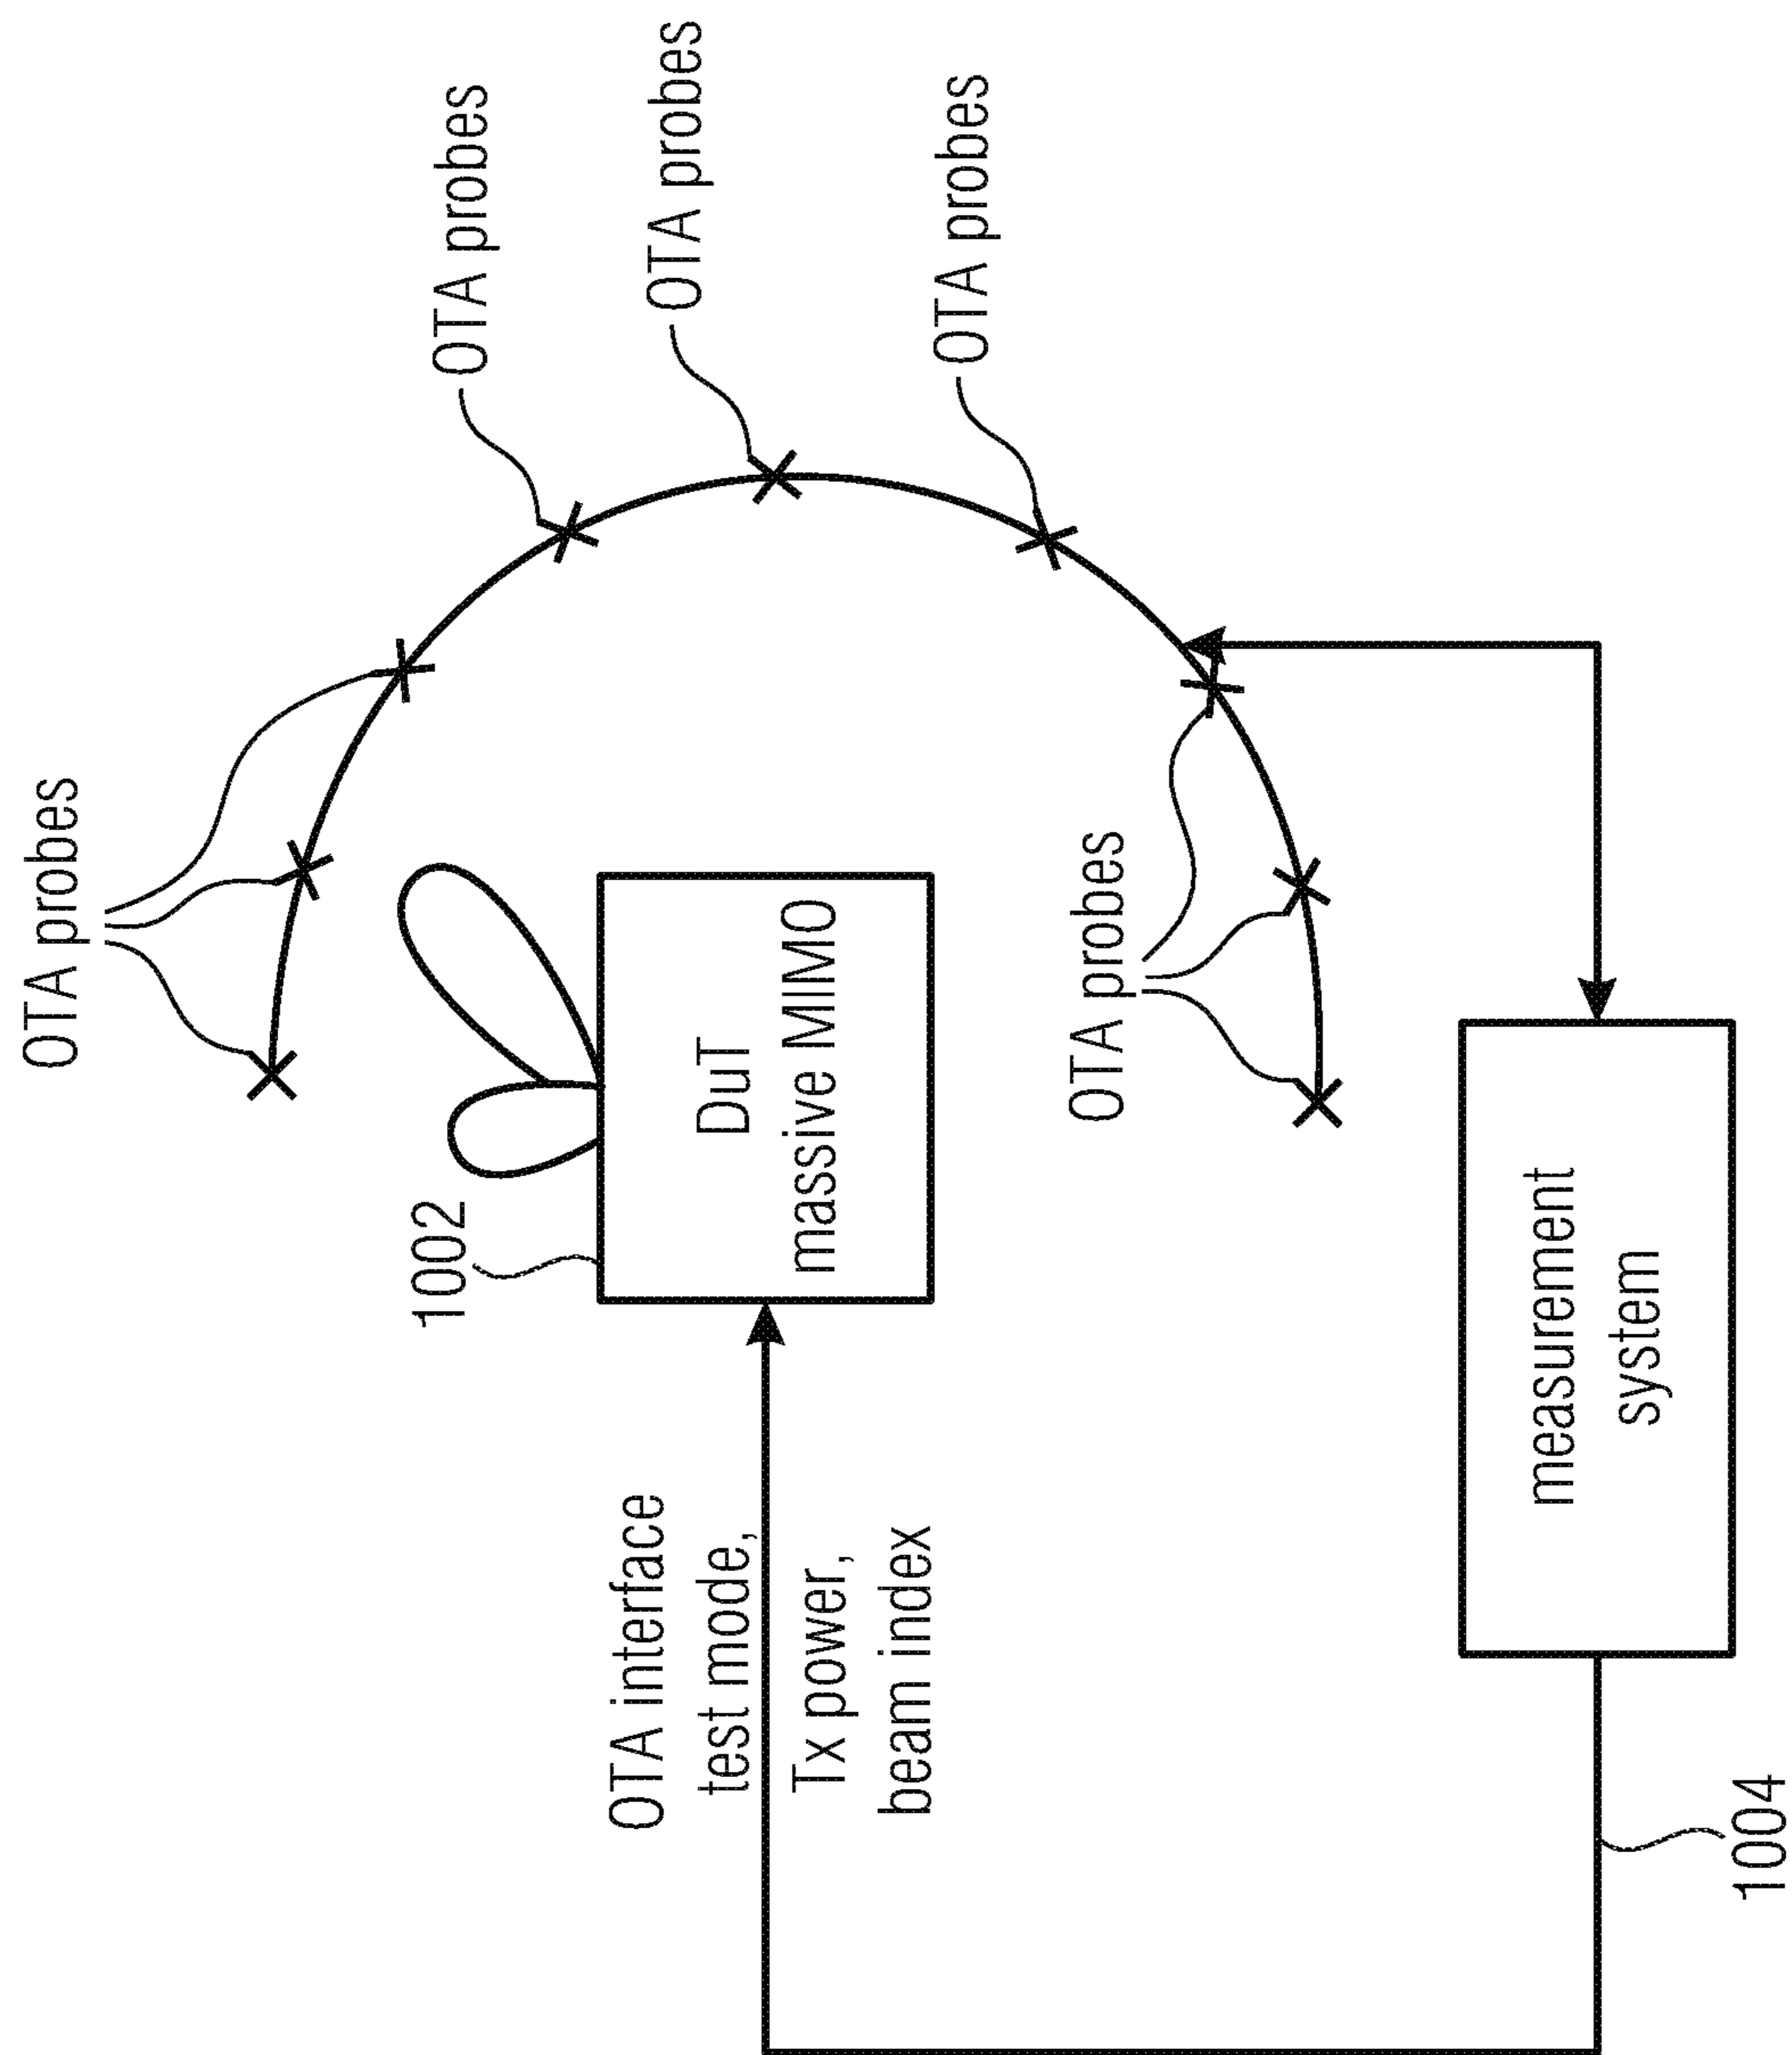 OTA probes
OTA probes
OTA probes
OTA probes
1002
DuT
massive MIMO
OTA probes
OTA interface
test mode,
Tx power,
beam index
measurement
system
1004